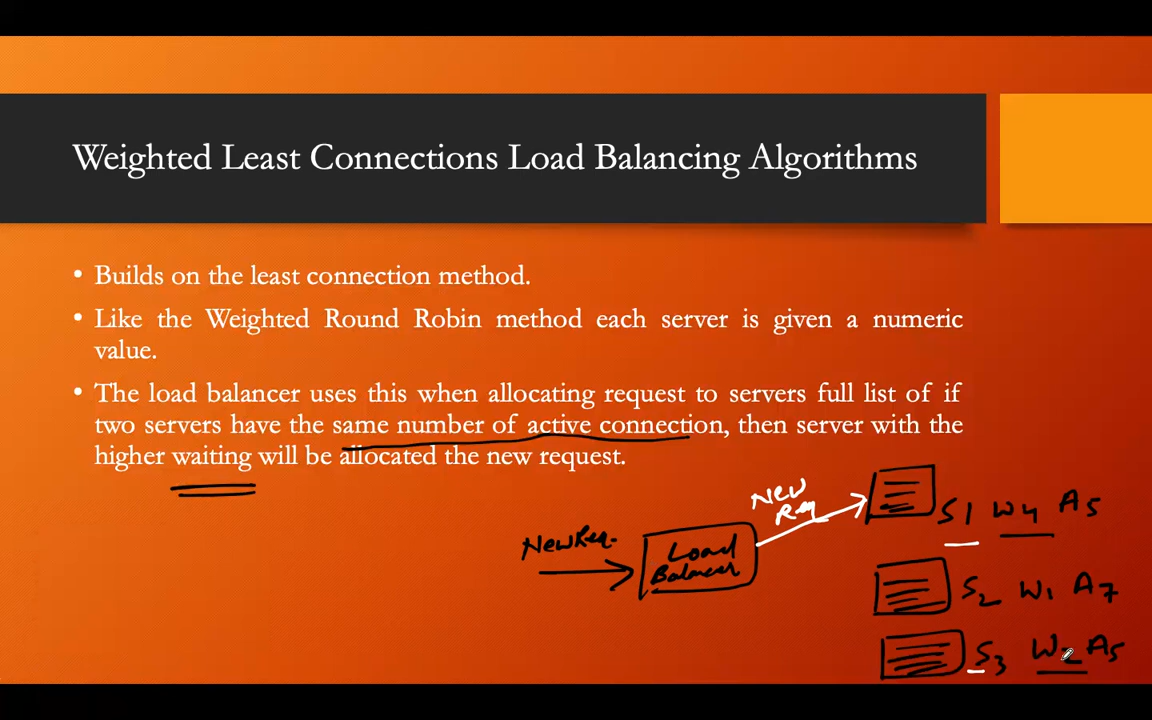 Weighted Least Connections Load Balancing Algorithms
• Builds on the least connection method.
• Like the Weighted Round Robin method each server is given a numeric
value.
• The load balancer uses this when allocating request to servers full list of if
two servers have the same number of active connection, then server with the
higher waiting will be allocated the new request.
New
Req
S1 W4 A5
New Req.
Load
Balancer
S2 W1 A7
S3 W2 A5